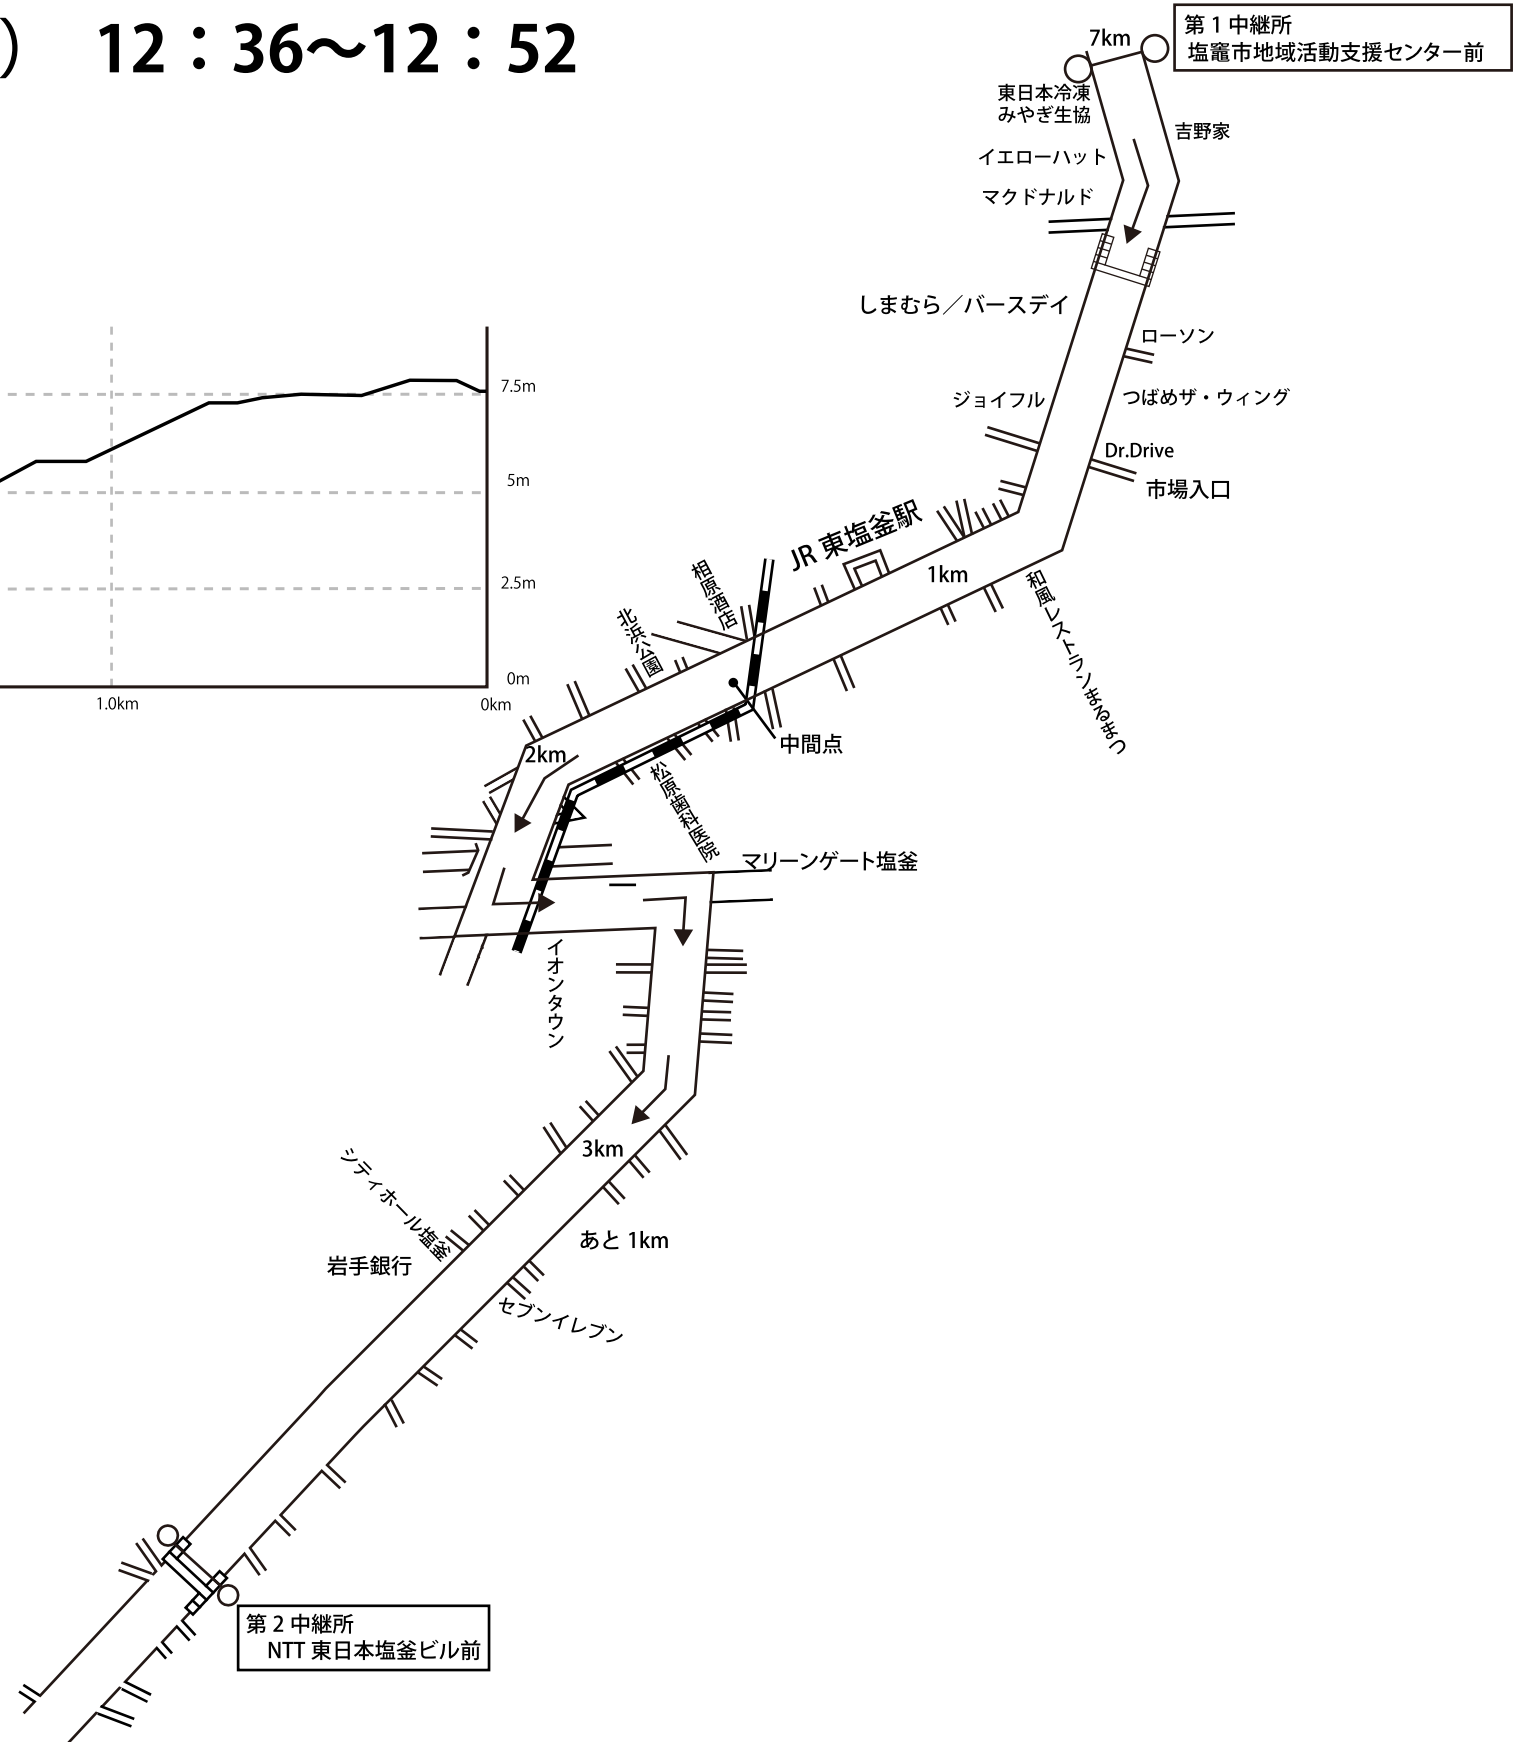 ） 12：36～12：52
第１中継所
塩竈市地域活動支援センター前
7km
東日本冷凍
みやぎ生協
吉野家
イエローハット
マクドナルド
しまむら／バースデイ
ローソン
ジョイフル
つばめザ・ウィング
Dr.Drive
市場入口
7.5m
5m
2.5m
0m
1.0km
0km
JR 東塩釜駅
1km
和風レストランまるまつ
相原酒店
北浜公園
中間点
2km
松原歯科医院
マリーンゲート塩釜
イオンタウン
3km
シティホール塩釜
岩手銀行
あと 1km
セブンイレブン
第２中継所
NTT 東日本塩釜ビル前